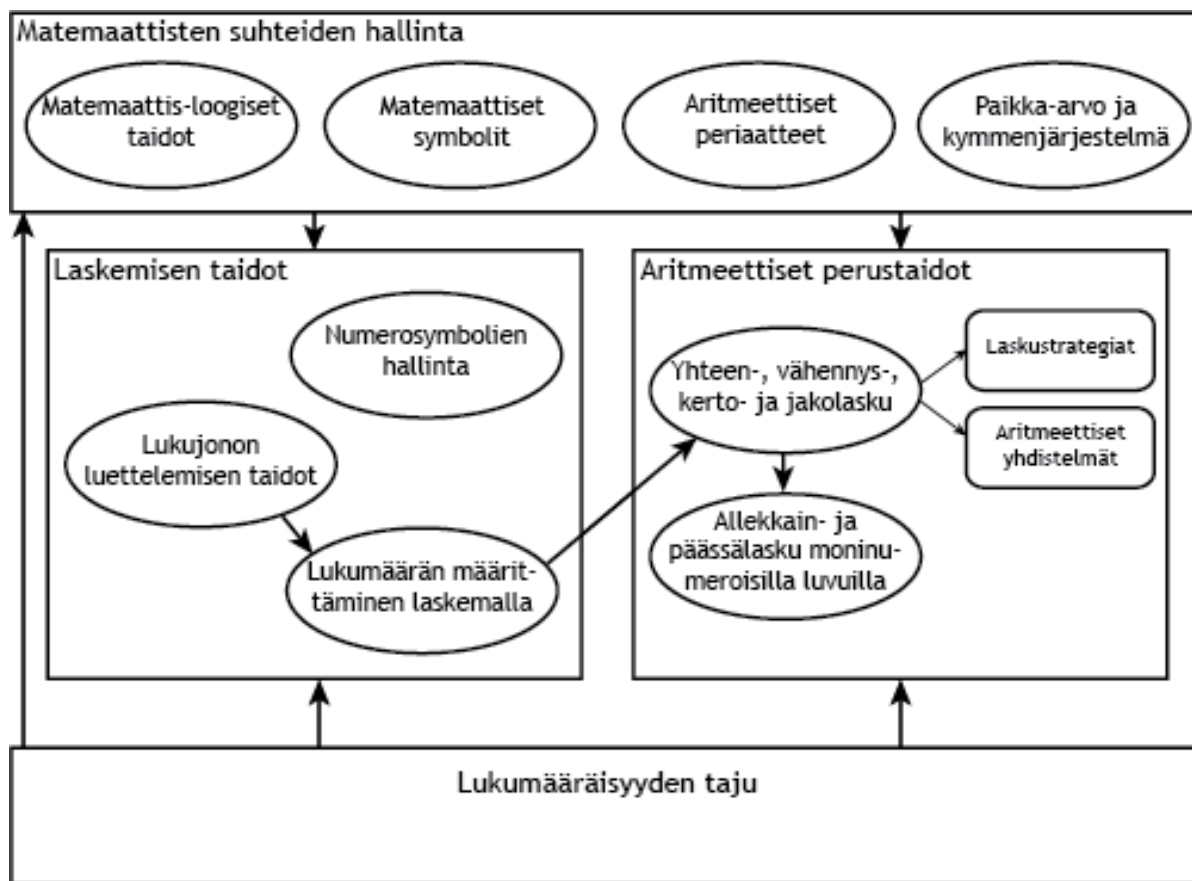 Matemaattisten suhteiden hallinta
Matemaattis-loogiset
taidot
Matemaattiset
symbolit
Aritmeettiset
periaatteet
Paikka-arvo ja
kymmenjärjestelmä
Laskemisen taidot
Numerosymbolien
hallinta
Lukujonon
luettelemisen taidot
Lukumäärän määrit-
täminen laskemalla
Aritmeettiset perustaidot
Yhteen-, vähennys-,
kerto- ja jakolasku
Laskustrategiat
Aritmeettiset
yhdistelmät
Allekkain- ja
päässälasku moninu-
meroisilla luvuilla
Lukumääräisyyden taju